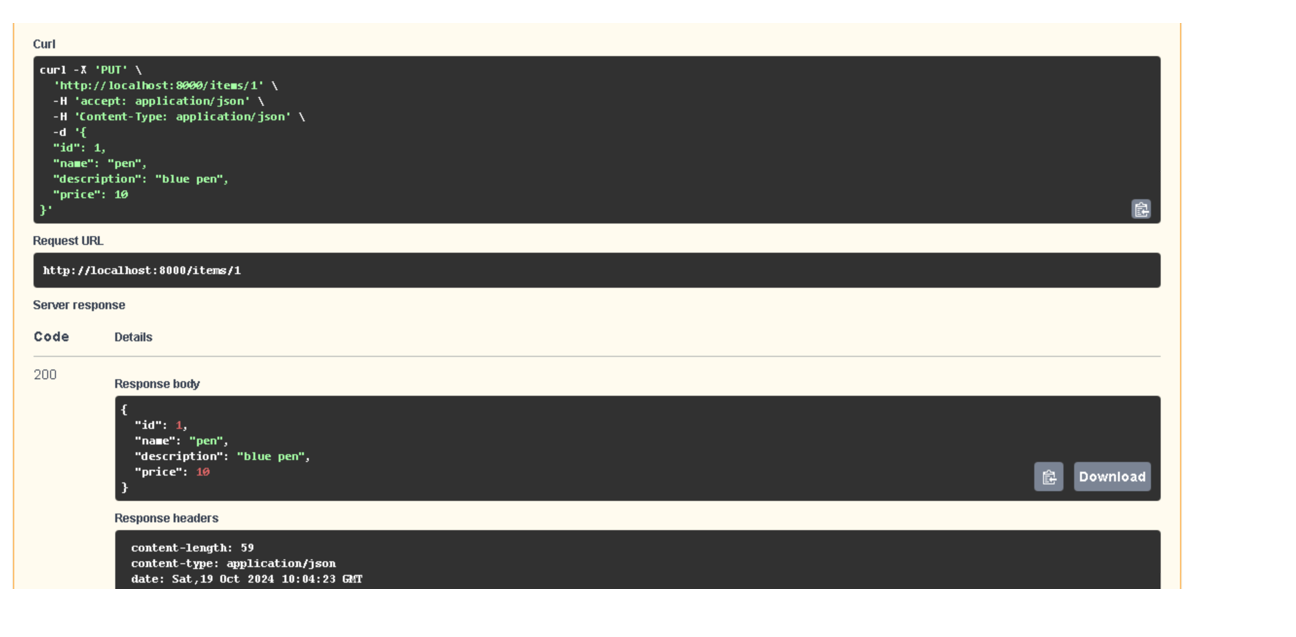 Curl
curl -X 'PUT' \
  'http://localhost:8000/items/1' \
  -H 'accept: application/json' \
  -H 'Content-Type: application/json' \
  -d '{
  "id": 1,
  "name": "pen",
  "description": "blue pen",
  "price": 10
}'
Request URL
http://localhost:8000/items/1
Server response
Code Details
200
Response body
{
  "id": 1,
  "name": "pen",
  "description": "blue pen",
  "price": 10
}
Download
Response headers
content-length: 59
content-type: application/json
date: Sat,19 Oct 2024 10:04:23 GMT